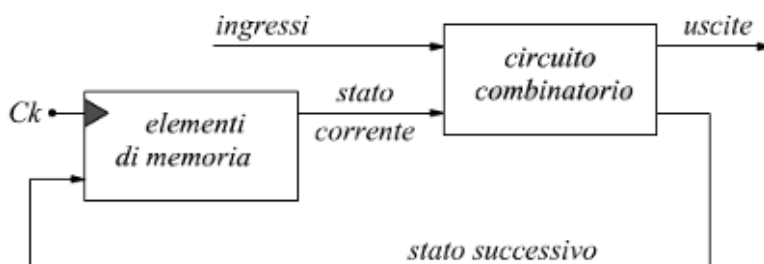 ingressi
uscite
circuito
combinatorio
Ck
elementi
di memoria
stato
corrente
stato successivo